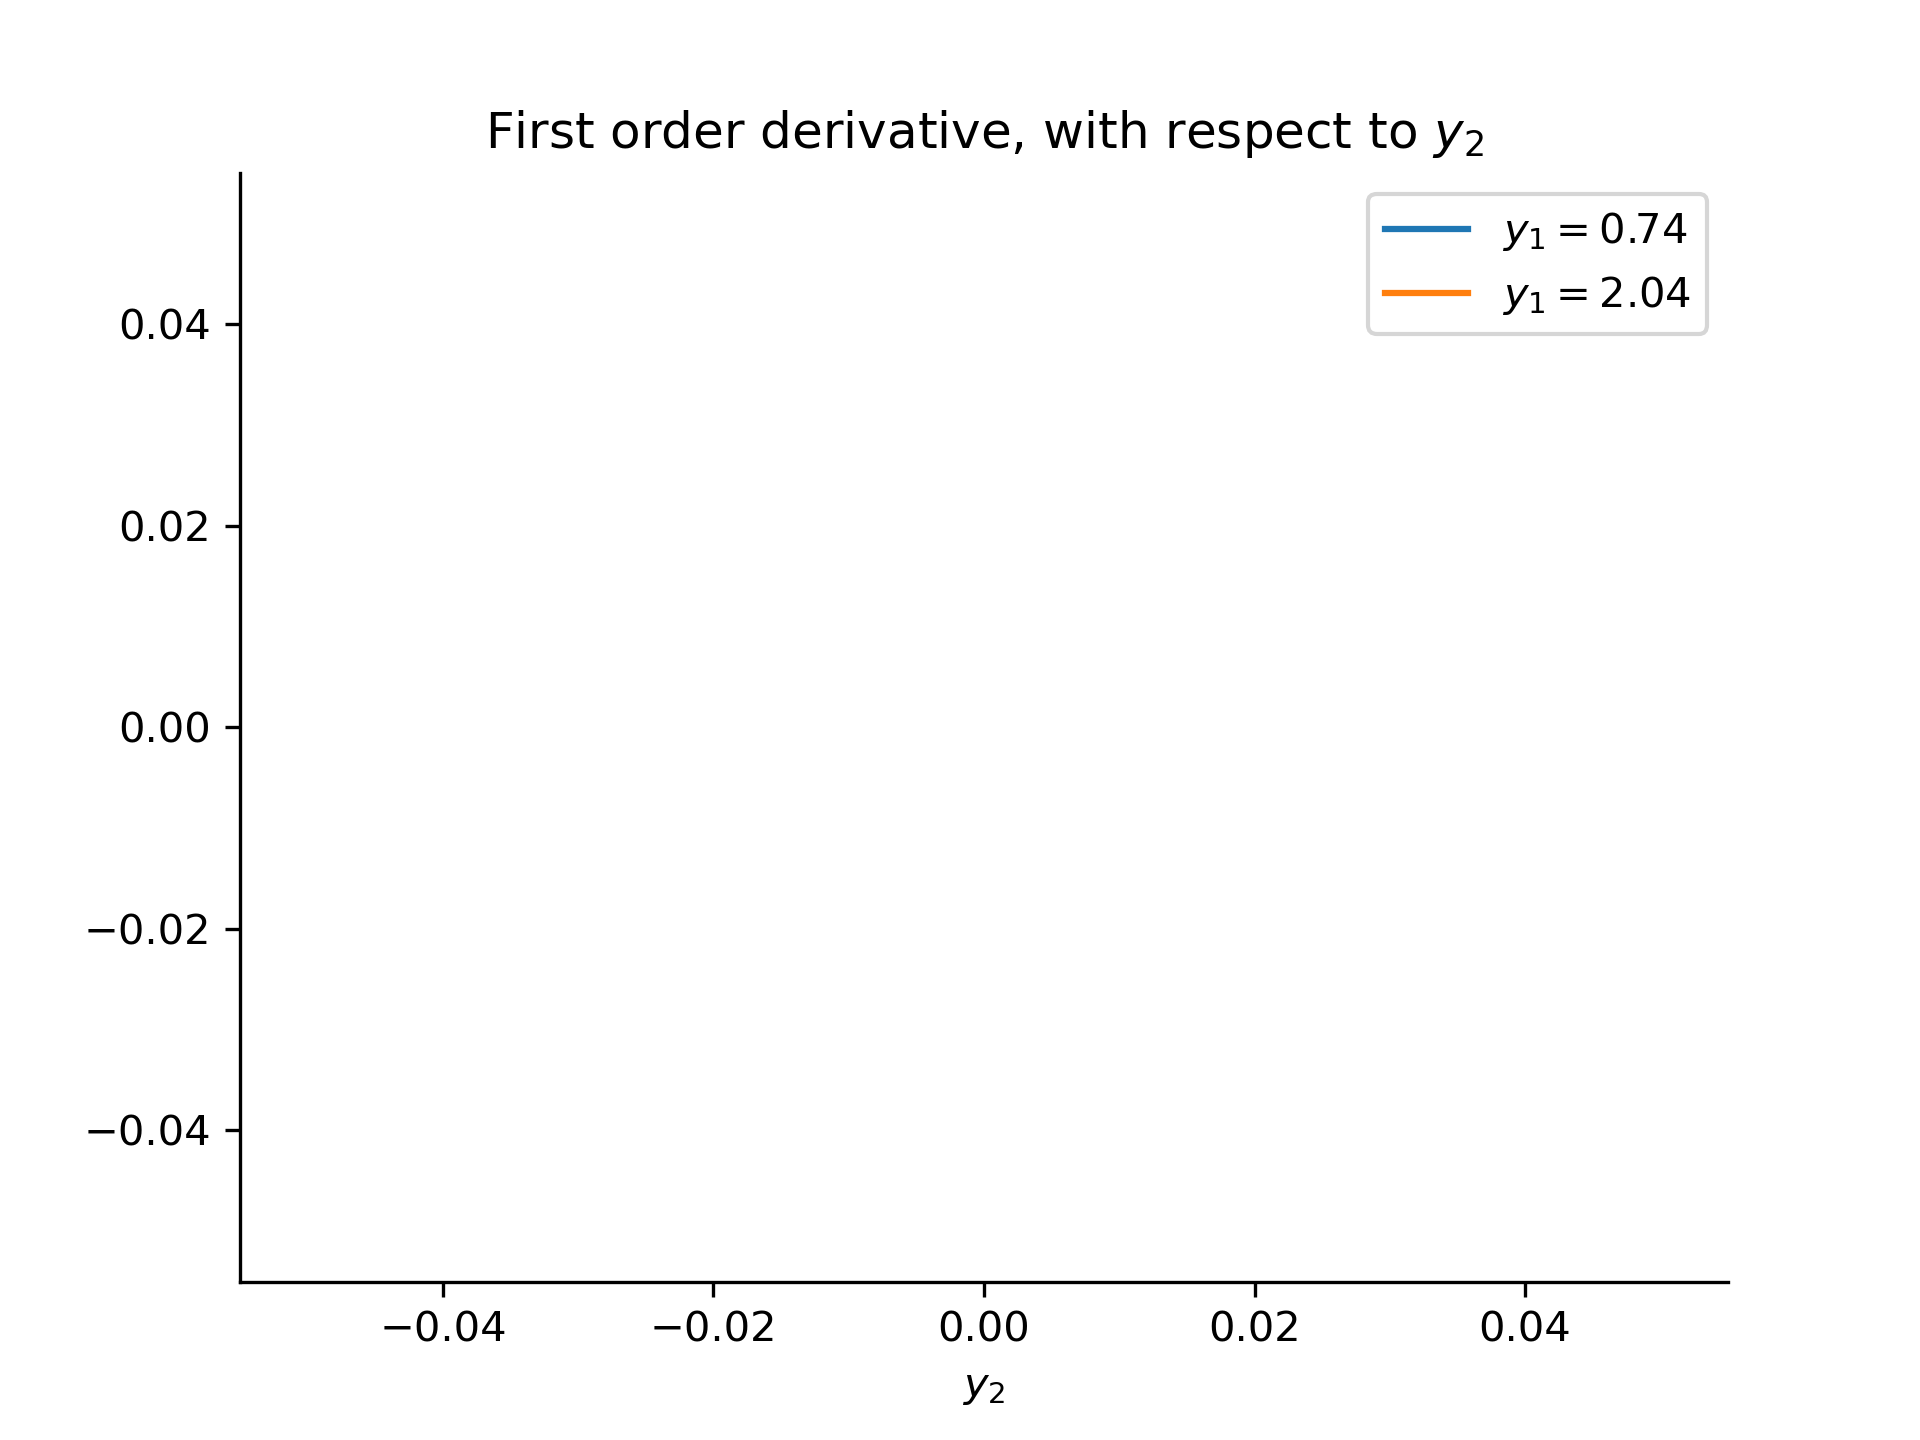 First order derivative, with respect to y₂
y₁ = 0.74
y₁ = 2.04
0.04
0.02
0.00
−0.02
−0.04
−0.04 −0.02 0.00 0.02 0.04
y₂